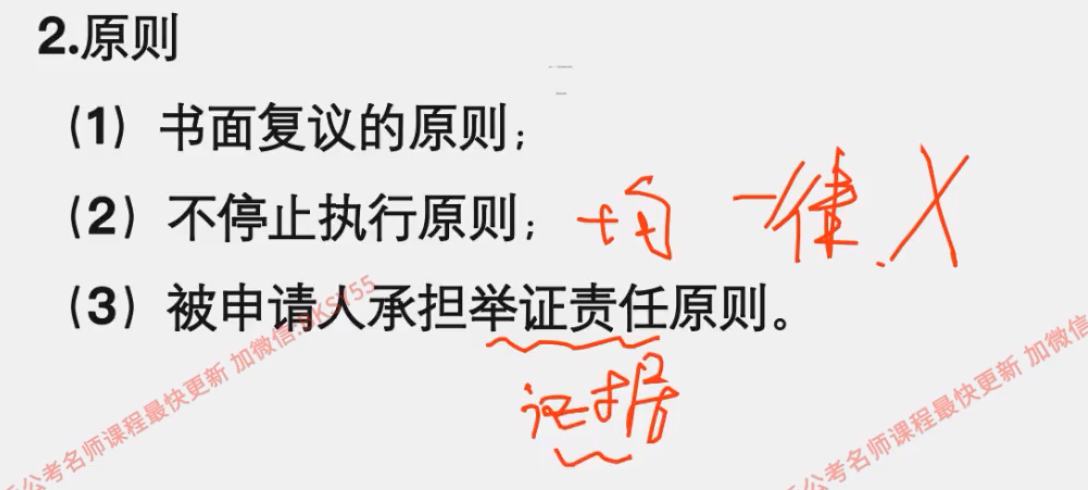 2.原则
（1）书面复议的原则；
（2）不停止执行原则； 均 一律.X
（3）被申请人承担举证责任原则。
证据
公考名师课程最快更新 加微信:BKSY55
公考名师课程最快更新 加微信